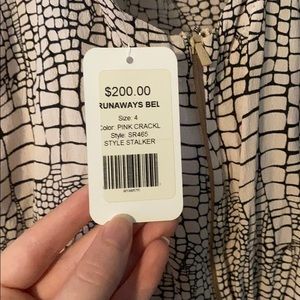 $200.00
RUNAWAYS BEL
Size: 4
Color: PINK CRACKL
Style: SR465
STYLE STALKER